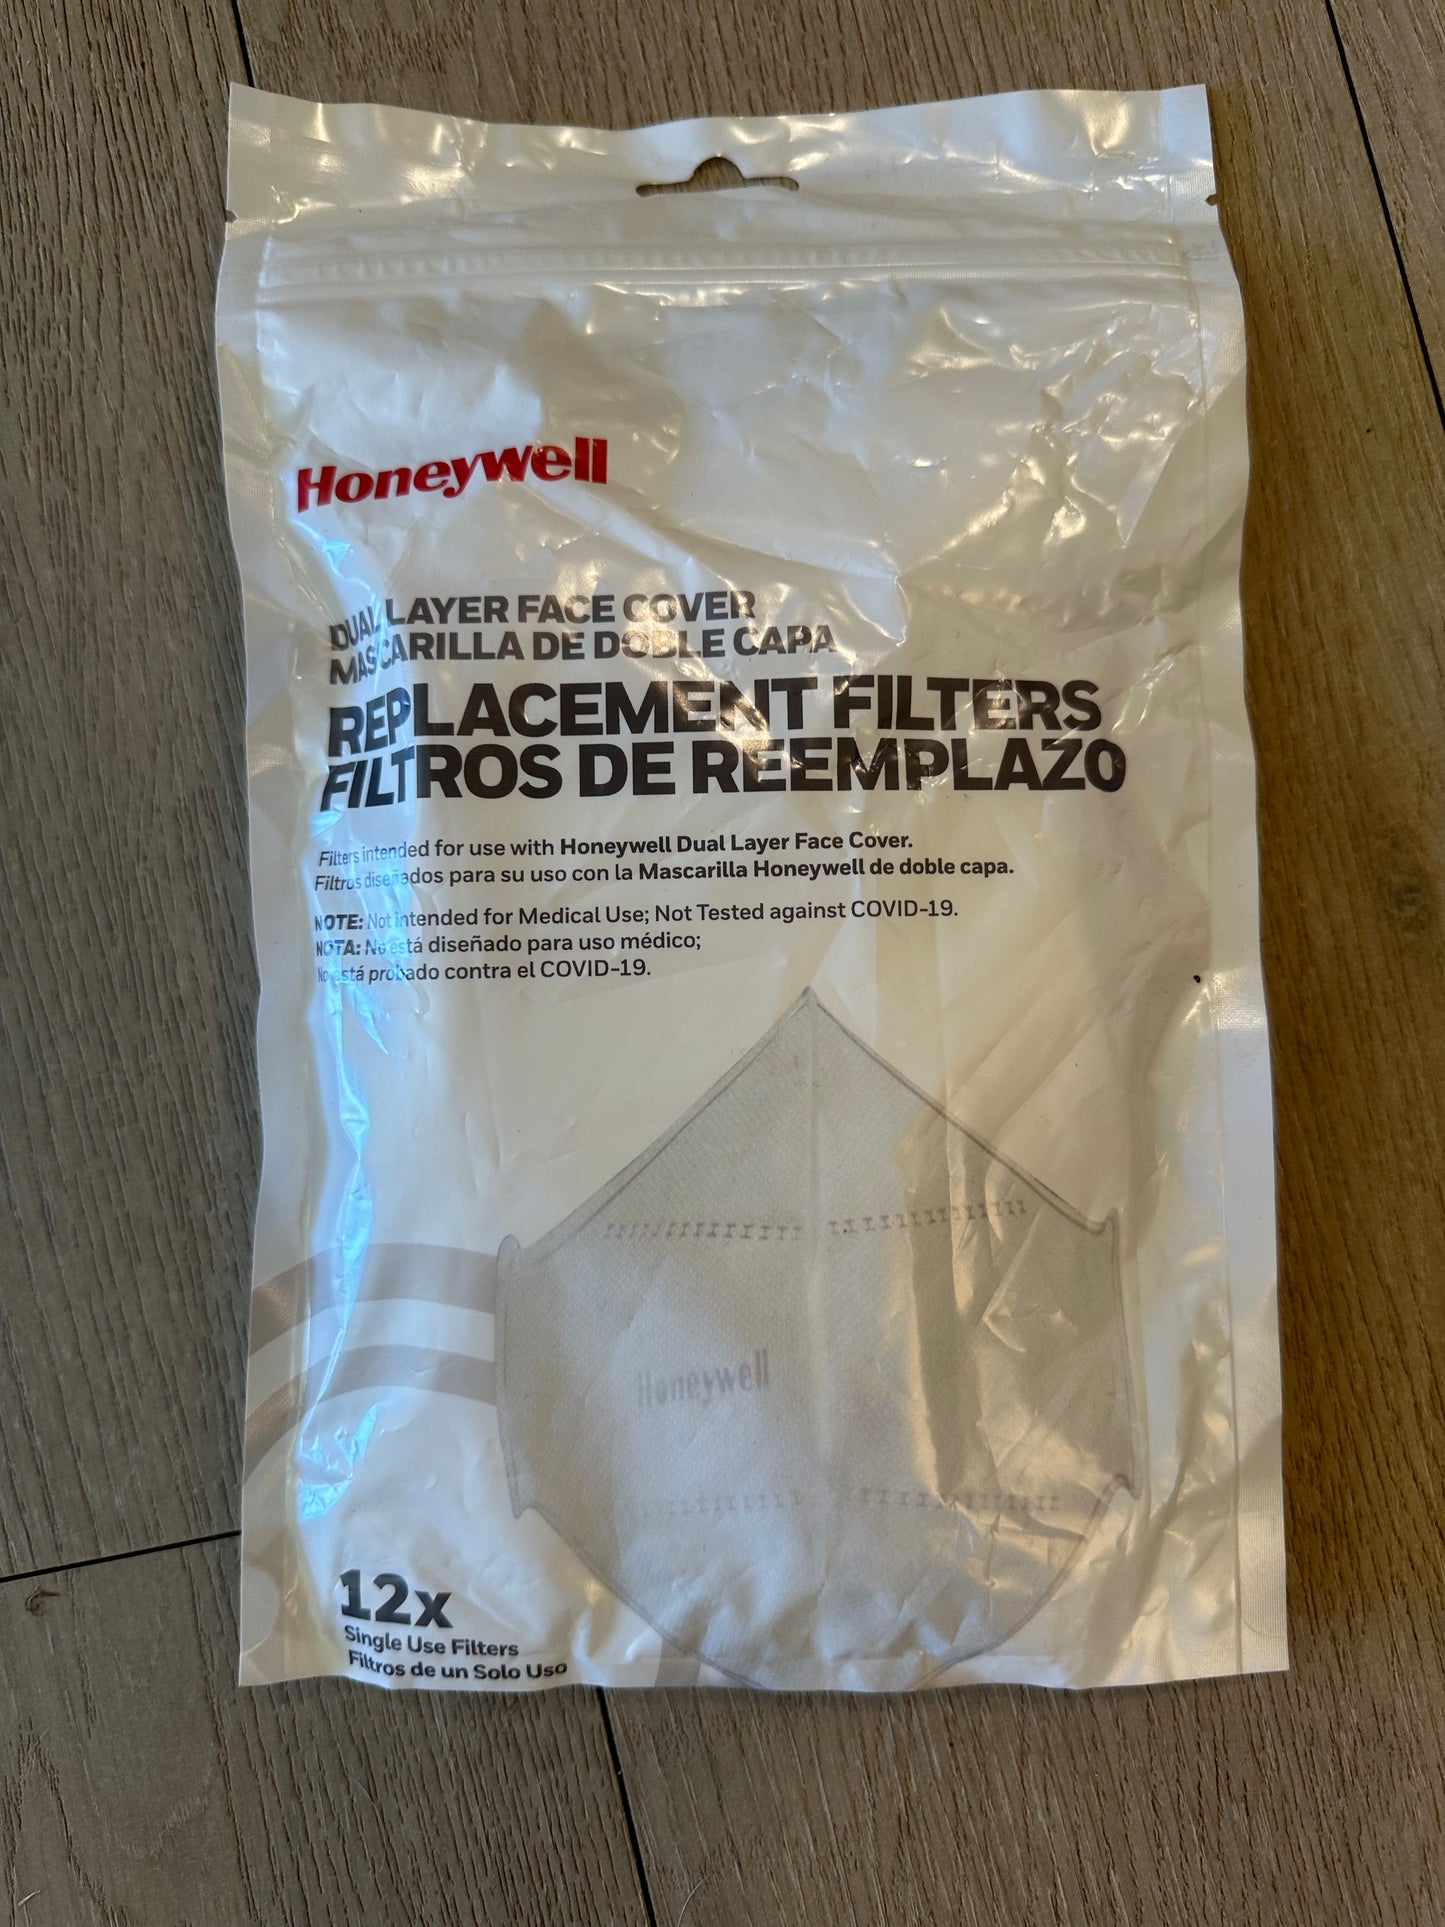 Honeywell
DUAL LAYER FACE COVER
MASCARILLA DE DOBLE CAPA
REPLACEMENT FILTERS
FILTROS DE REEMPLAZO
Filters intended for use with Honeywell Dual Layer Face Cover.
Filtros diseñados para su uso con la Mascarilla Honeywell de doble capa.
NOTE: Not intended for Medical Use; Not Tested against COVID-19.
NOTA: No está diseñado para uso médico;
No está probado contra el COVID-19.
Honeywell
12x
Single Use Filters
Filtros de un Solo Uso